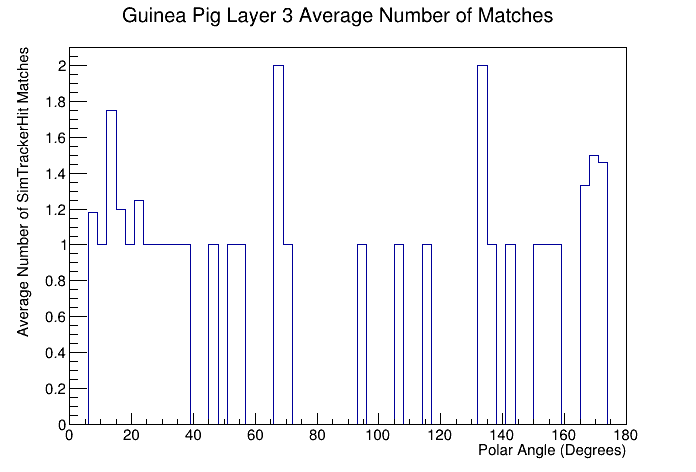 Guinea Pig Layer 3 Average Number of Matches
Average Number of SimTrackerHit Matches
2
1.8
1.6
1.4
1.2
1
0.8
0.6
0.4
0.2
0
0 20 40 60 80 100 120 140 160 180
Polar Angle (Degrees)